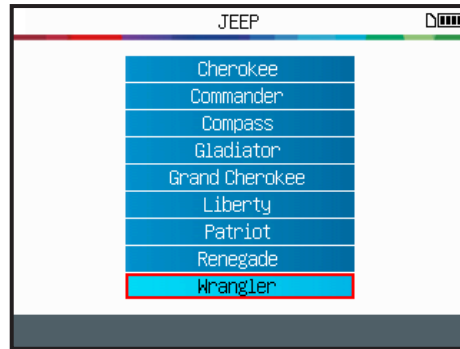 JEEP
Cherokee
Commander
Compass
Gladiator
Grand Cherokee
Liberty
Patriot
Renegade
Wrangler